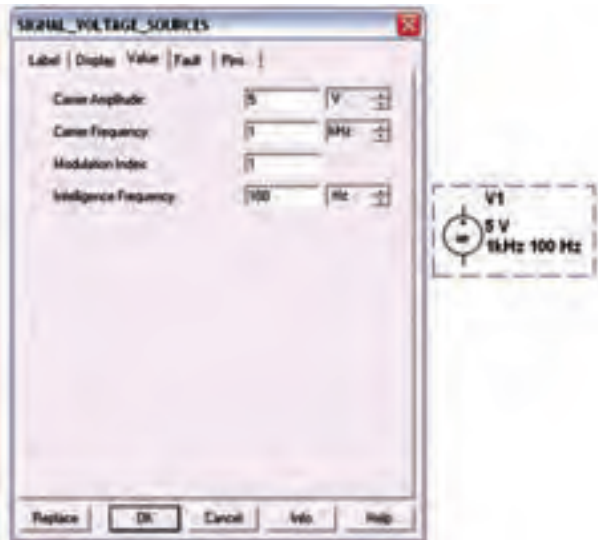 SIGNAL_VOLTAGE_SOURCES
Label Display Value Fault Pins
Carrier Amplitude: 5 V
Carrier Frequency: 1 kHz
Modulation Index: 1
Intelligence Frequency: 100 Hz
V1
5 V
1kHz 100 Hz
Replace OK Cancel Info Help